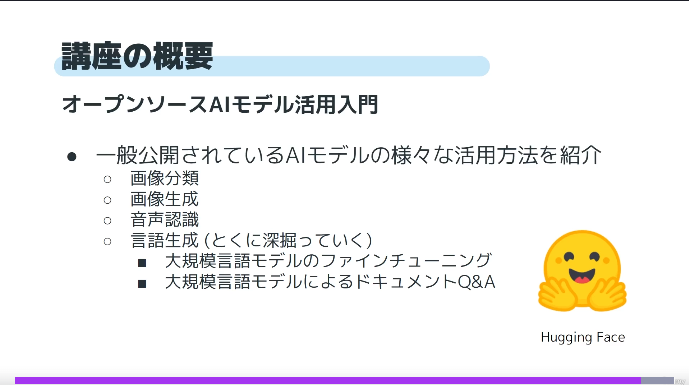 講座の概要
オープンソースAIモデル活用入門
● 一般公開されているAIモデルの様々な活用方法を紹介
○ 画像分類
○ 画像生成
○ 音声認識
○ 言語生成 (とくに深掘っていく)
■ 大規模言語モデルのファインチューニング
■ 大規模言語モデルによるドキュメントQ&A
Hugging Face